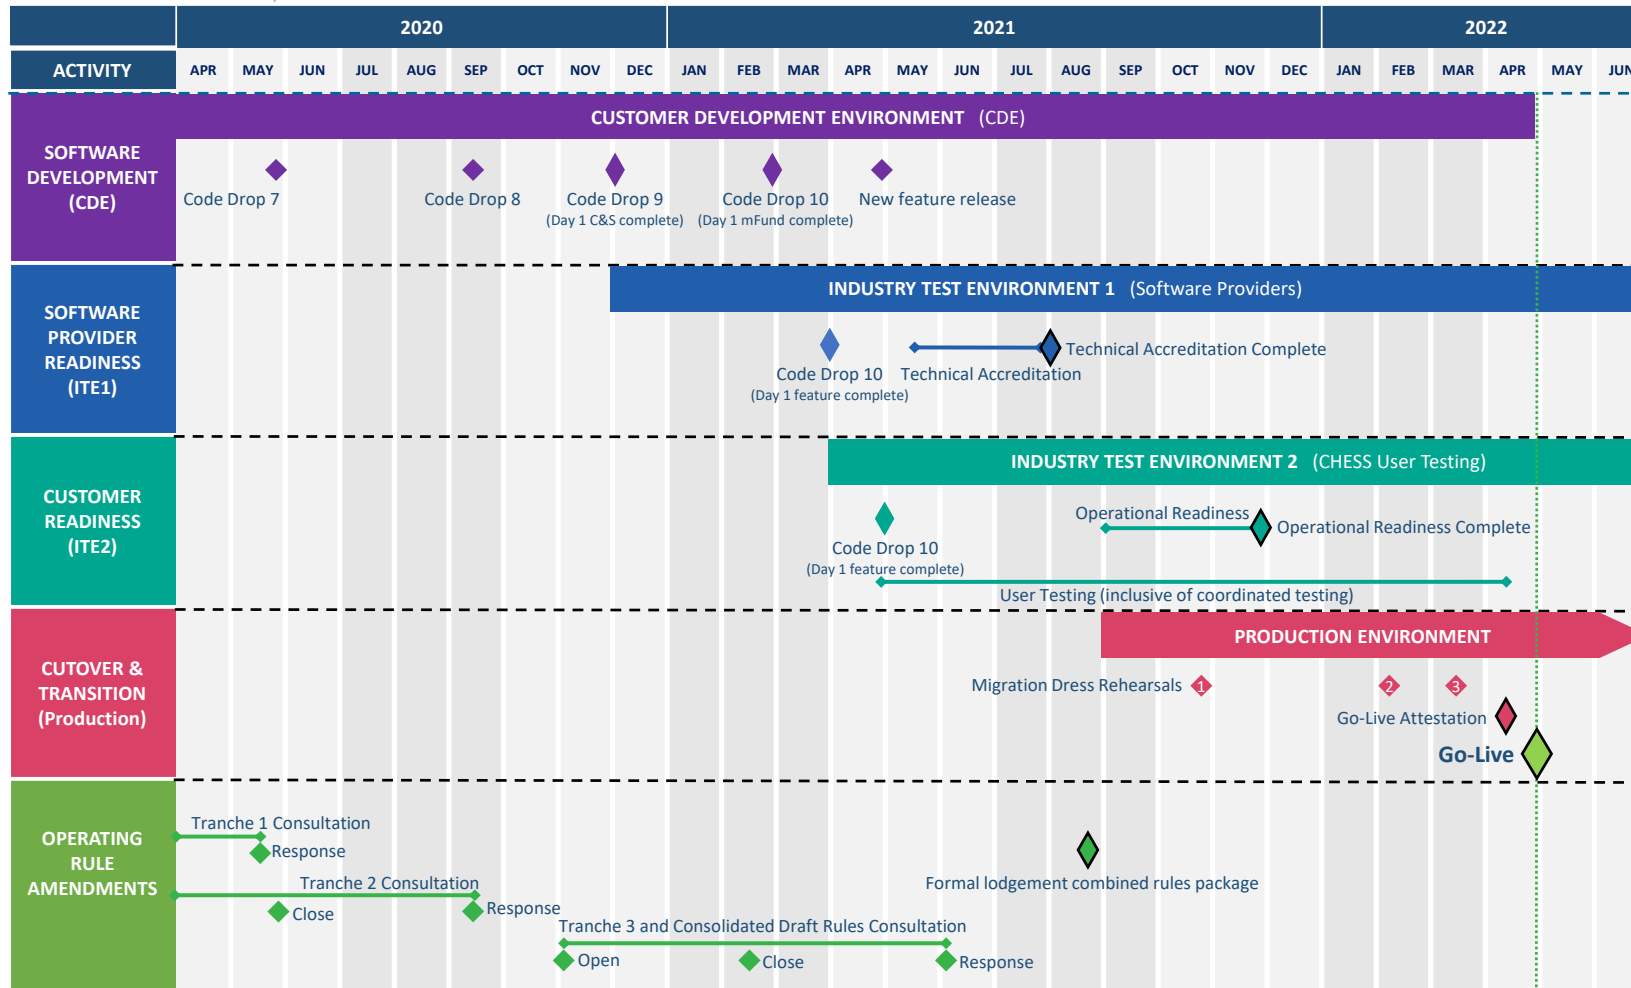 2020 2021 2022
ACTIVITY APR MAY JUN JUL AUG SEP OCT NOV DEC JAN FEB MAR APR MAY JUN JUL AUG SEP OCT NOV DEC JAN FEB MAR APR MAY JUN
SOFTWARE
DEVELOPMENT
(CDE)
CUSTOMER DEVELOPMENT ENVIRONMENT (CDE)
Code Drop 7
Code Drop 8
Code Drop 9
(Day 1 C&S complete)
Code Drop 10
(Day 1 mFund complete)
New feature release
SOFTWARE
PROVIDER
READINESS
(ITE1)
INDUSTRY TEST ENVIRONMENT 1 (Software Providers)
Code Drop 10
(Day 1 feature complete)
Technical Accreditation
Technical Accreditation Complete
CUSTOMER
READINESS
(ITE2)
INDUSTRY TEST ENVIRONMENT 2 (CHESS User Testing)
Code Drop 10
(Day 1 feature complete)
Operational Readiness
Operational Readiness Complete
User Testing (inclusive of coordinated testing)
CUTOVER &
TRANSITION
(Production)
PRODUCTION ENVIRONMENT
Migration Dress Rehearsals 1 2 3
Go-Live Attestation
Go-Live
OPERATING
RULE
AMENDMENTS
Tranche 1 Consultation
Response
Tranche 2 Consultation
Close
Response
Tranche 3 and Consolidated Draft Rules Consultation
Open
Close
Response
Formal lodgement combined rules package